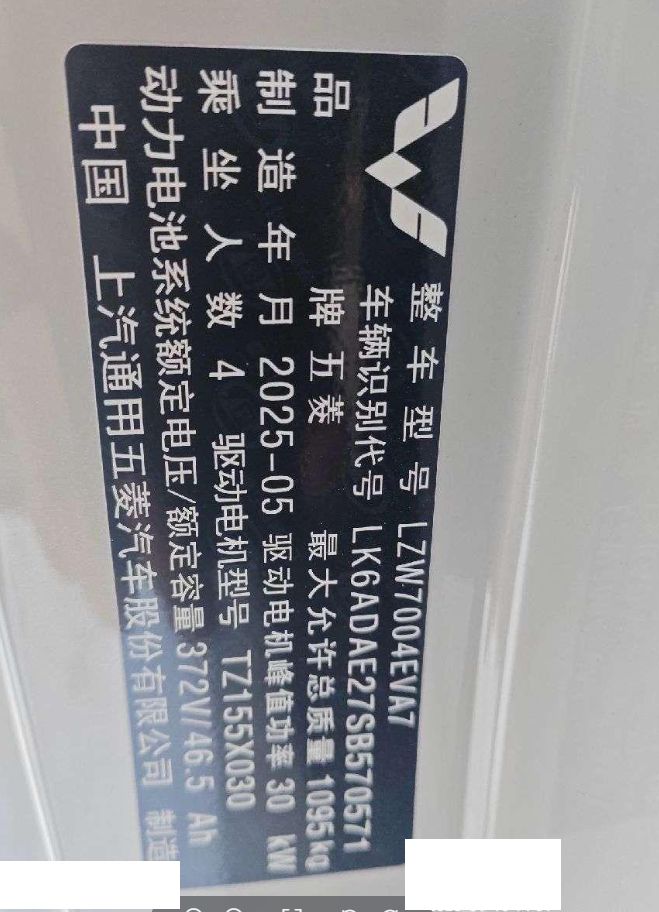 整车型号 LZW7004EVA7
车辆识别代号 LK6ADAE27SB570571
品牌 五菱 最大允许总质量 1095kg
制造年月 2025-05 驱动电机峰值功率 30 kW
乘坐人数 4 驱动电机型号 TZ155X030
动力电池系统额定电压/额定容量 372V/46.5 Ah
中国 上汽通用五菱汽车股份有限公司 制造